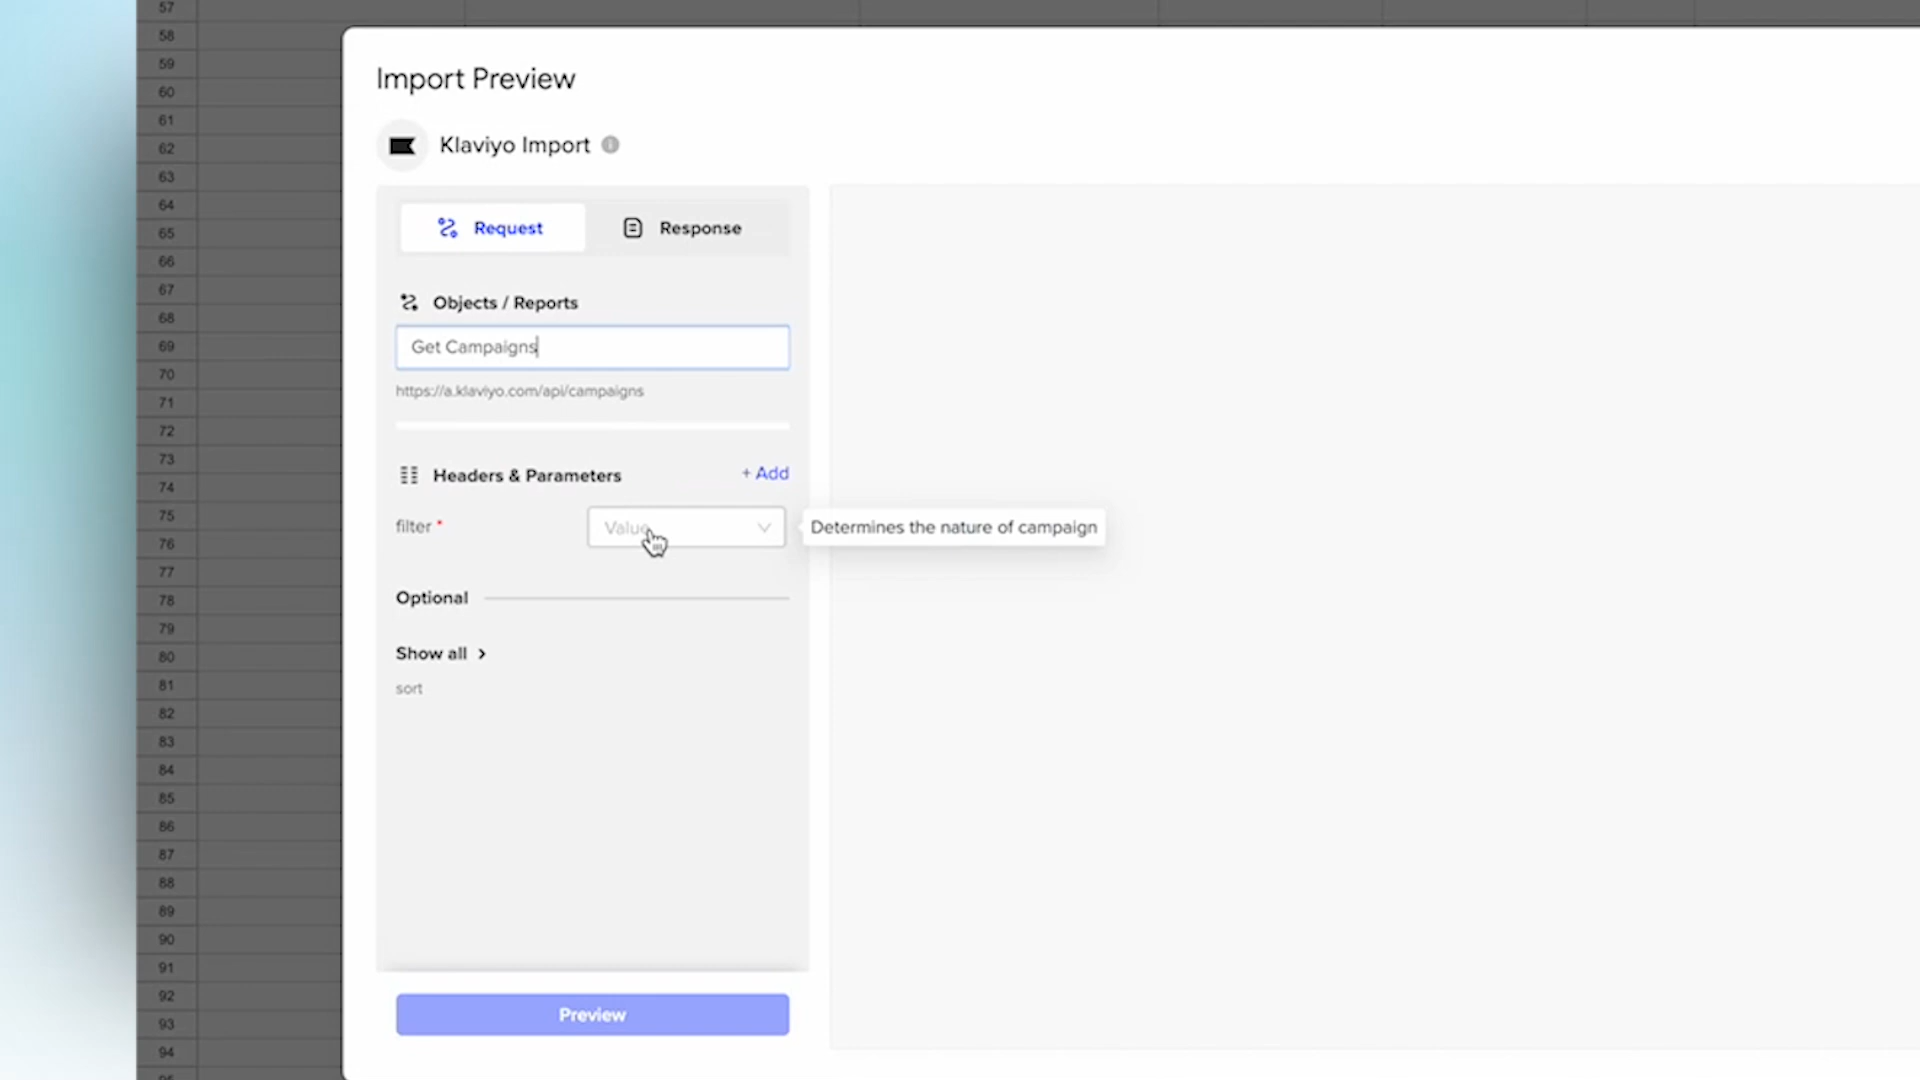 57
58
59
60
61
62
63
64
65
66
67
68
69
70
71
72
73
74
75
76
77
78
79
80
81
82
83
84
85
86
87
88
89
90
91
92
93
94
Import Preview
Klaviyo Import
Request
Response
Objects / Reports
Get Campaigns
https://a.klaviyo.com/api/campaigns
Headers & Parameters
+ Add
filter *
Value
Determines the nature of campaign
Optional
Show all
sort
Preview